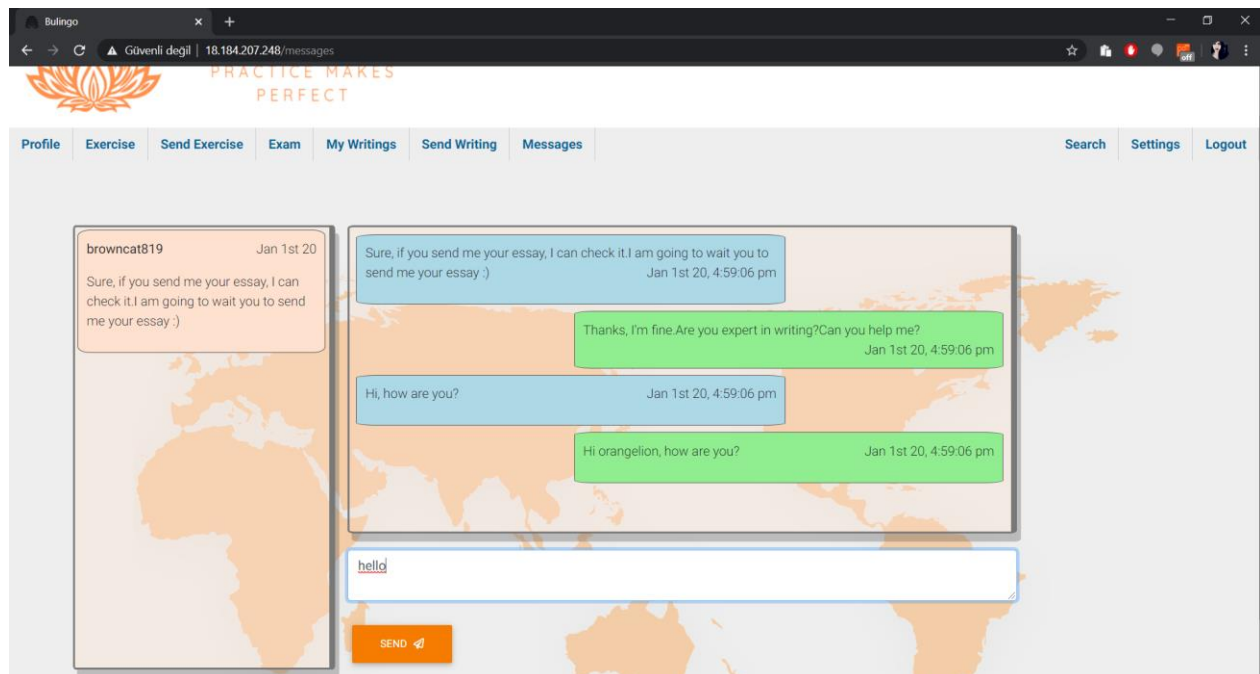 Bulingo
Güvenli değil | 18.184.207.248/messages
off
PRACTICE MAKES
PERFECT
Profile Exercise Send Exercise Exam My Writings Send Writing Messages Search Settings Logout
browncat819 Jan 1st 20
Sure, if you send me your essay, I can
check it.I am going to wait you to send
me your essay :)
Sure, if you send me your essay, I can check it.I am going to wait you to
send me your essay :) Jan 1st 20, 4:59:06 pm
Thanks, I'm fine.Are you expert in writing?Can you help me?
Jan 1st 20, 4:59:06 pm
Hi, how are you? Jan 1st 20, 4:59:06 pm
Hi orangelion, how are you? Jan 1st 20, 4:59:06 pm
hello
SEND